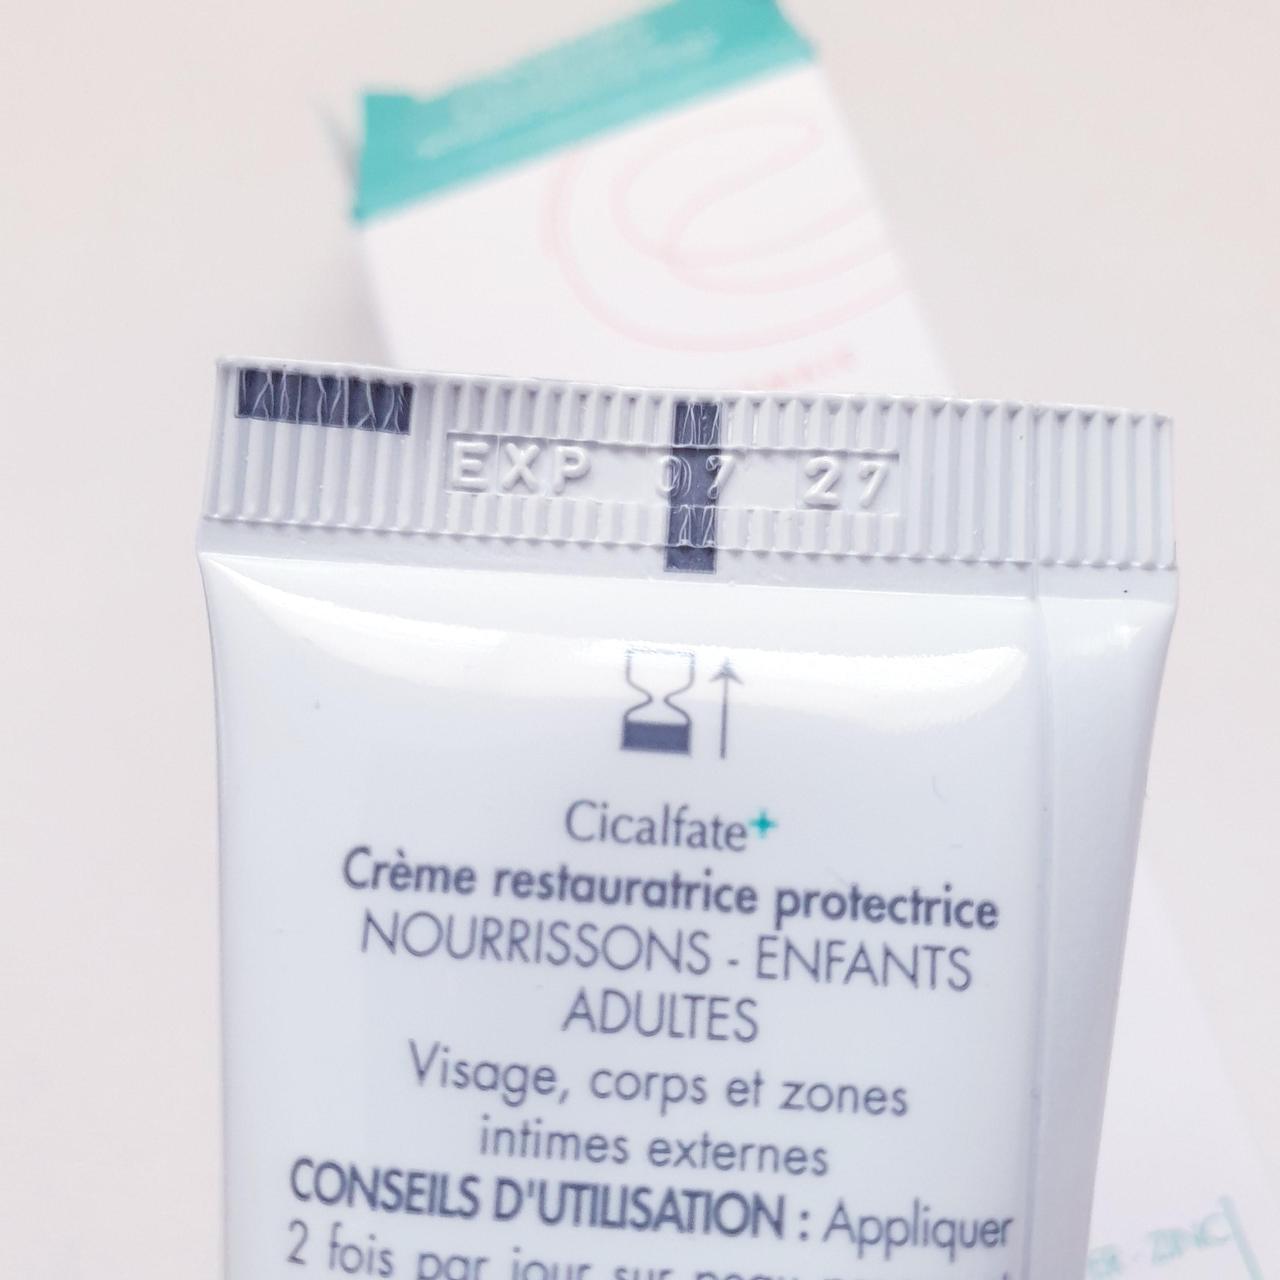 EXP 07 27
Cicalfate+
Crème restauratrice protectrice
NOURRISSONS - ENFANTS
ADULTES
Visage, corps et zones
intimes externes
CONSEILS D'UTILISATION : Appliquer
2 fois par jour sur peau
ZINC